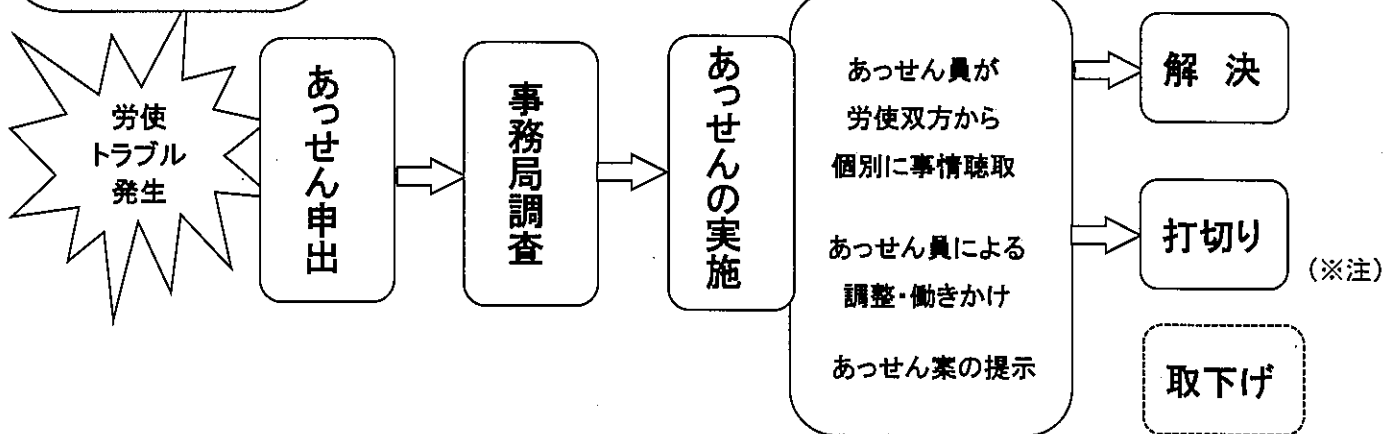 労使
トラブル
発生
あっせん申出
事務局調査
あっせんの実施
あっせん員が
労使双方から
個別に事情聴取
あっせん員による
調整・働きかけ
あっせん案の提示
解 決
打切り
(※注)
取下げ